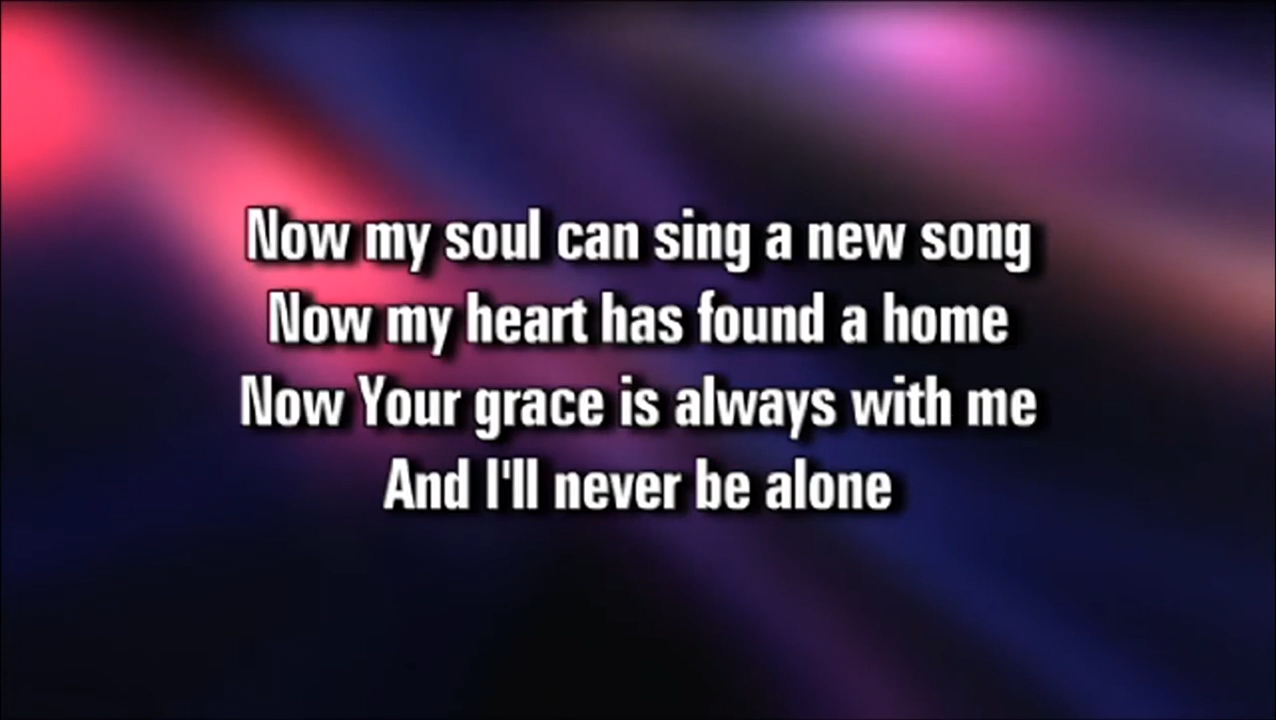 Now my soul can sing a new song
Now my heart has found a home
Now Your grace is always with me
And I'll never be alone